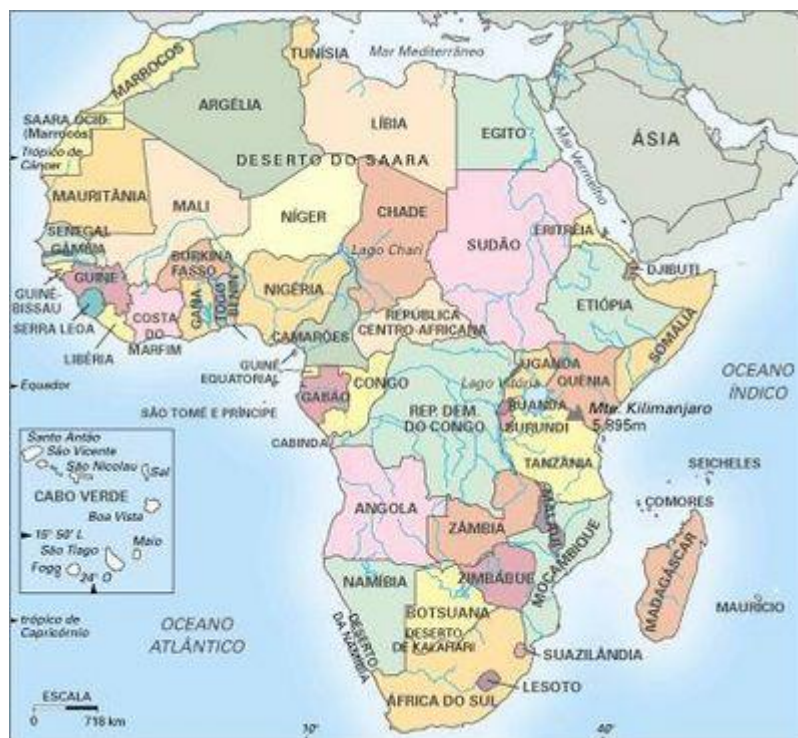 Mar Mediterrâneo
TUNÍSIA
MARROCOS
ARGÉLIA
LÍBIA
EGITO
ÁSIA
SAARA OCID.
(Marrocos)
Trópico de
Câncer
DESERTO DO SAARA
Mar Vermelho
MAURITÂNIA
MALI
NÍGER
CHADE
SUDÃO
ERITRÉIA
SENEGAL
GÂMBIA
Lago Chari
DJIBUTI
GUINÉ
BURKINA
FASSO
GUINÉ-
BISSAU
SERRA LEOA
LIBÉRIA
COSTA
DO
MARFIM
GANA
TOGO
BENIN
NIGÉRIA
CAMARÕES
REPÚBLICA
CENTRO-AFRICANA
ETIÓPIA
SOMÁLIA
GUINÉ
EQUATORIAL
Equador
GABÃO
CONGO
SÃO TOMÉ E PRÍNCIPE
CABINDA
REP. DEM.
DO CONGO
UGANDA
Lago Vitória
QUÊNIA
RUANDA
BURUNDI
Mte. Kilimanjaro
5.895m
TANZÂNIA
OCEANO
ÍNDICO
SEICHELES
COMORES
Santo Antão
São Vicente
São Nicolau
Sal
CABO VERDE
Boa Vista
15° 50' L
São Tiago
Maio
Fogo
24° O
ANGOLA
ZÂMBIA
MALAUI
MOÇAMBIQUE
MADAGÁSCAR
MAURÍCIO
NAMÍBIA
ZIMBÁBUE
BOTSUANA
DESERTO
DE KALAHARI
DESERTO
DA NAMÍBIA
trópico de
Capricórnio
OCEANO
ATLÂNTICO
SUAZILÂNDIA
LESOTO
ÁFRICA DO SUL
ESCALA
0 718 km
10°
40°